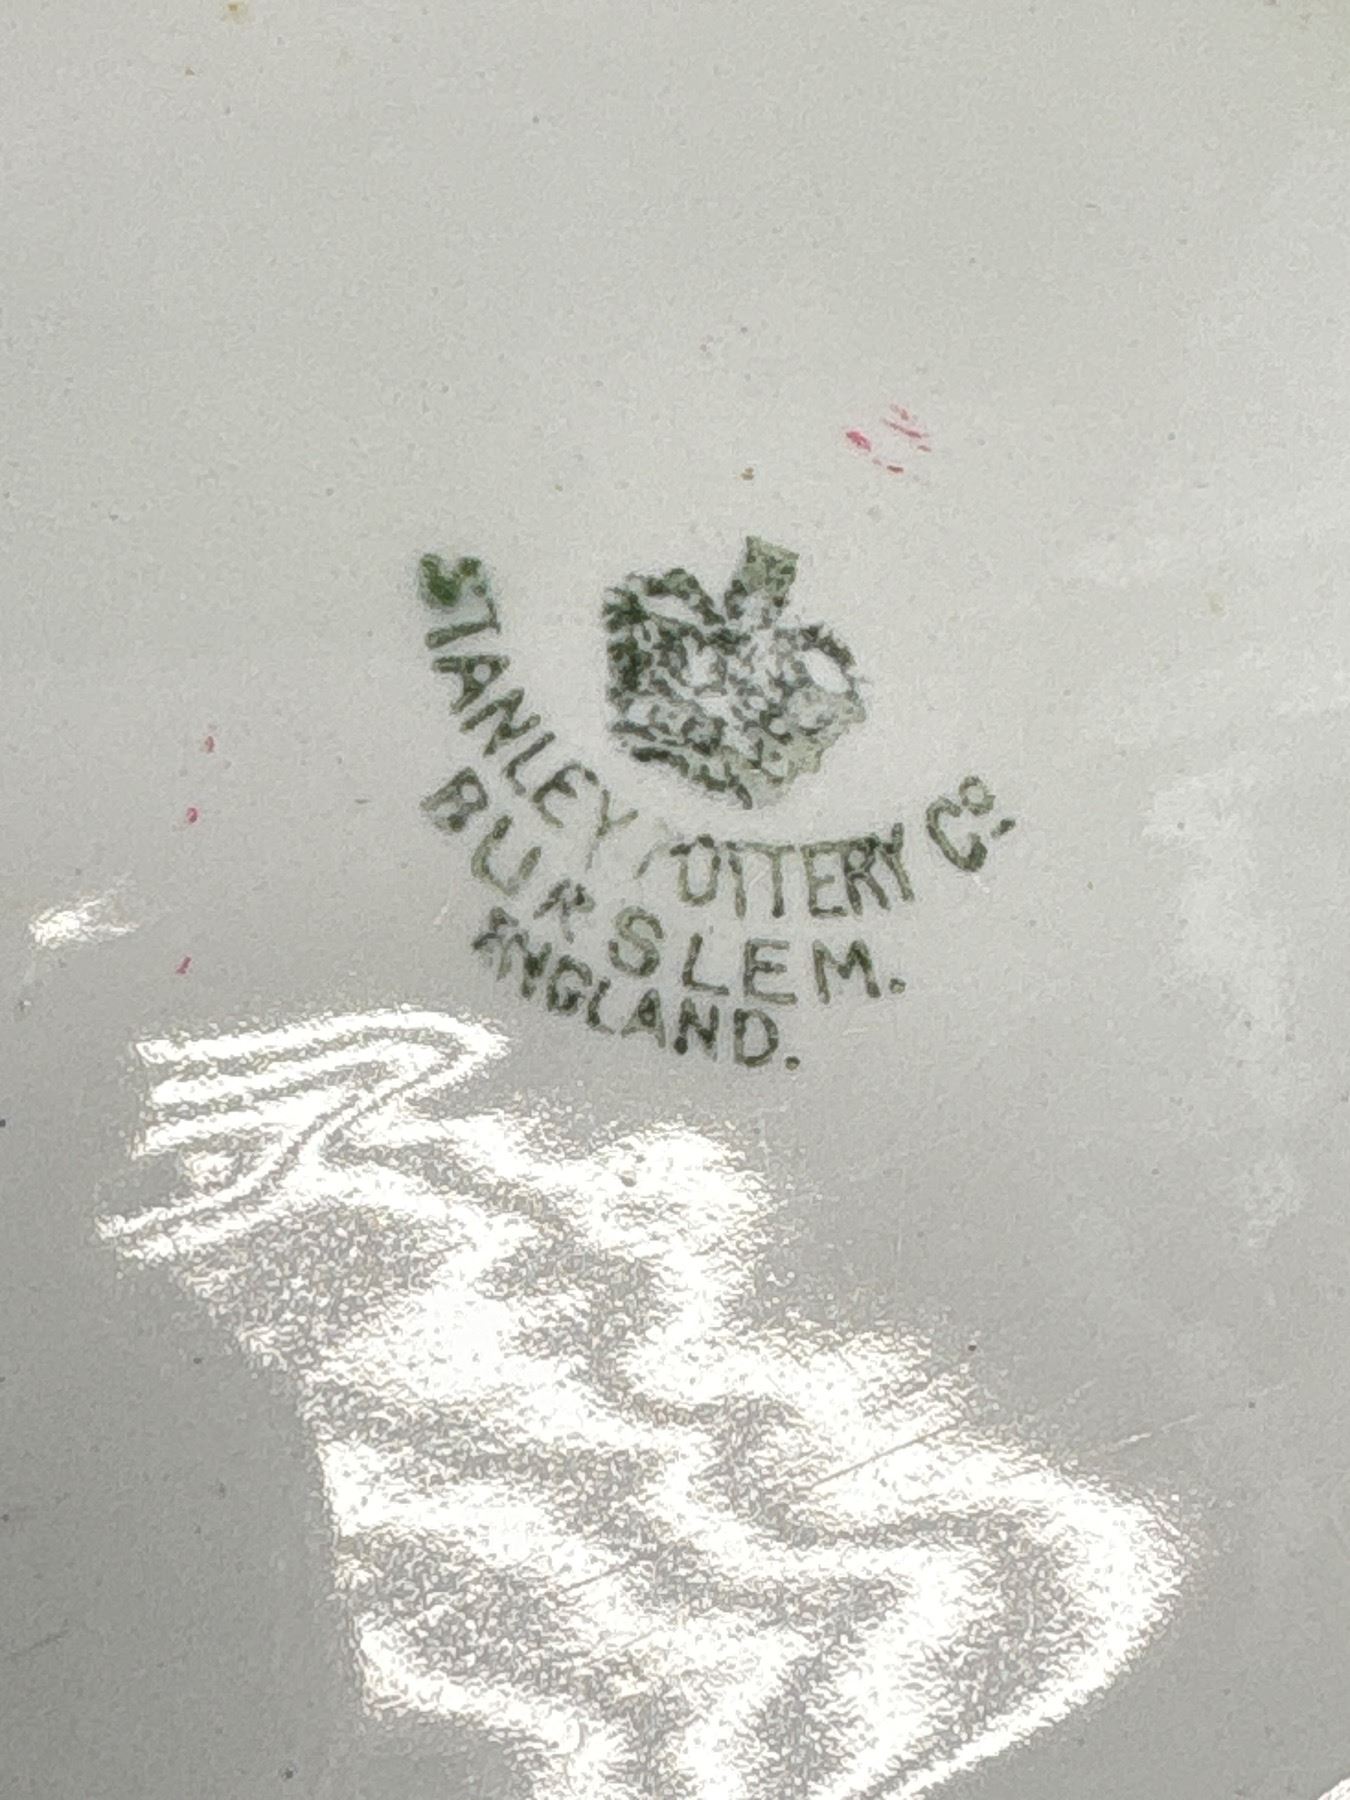 STANLEY POTTERY Co.
BURSLEM.
ENGLAND.